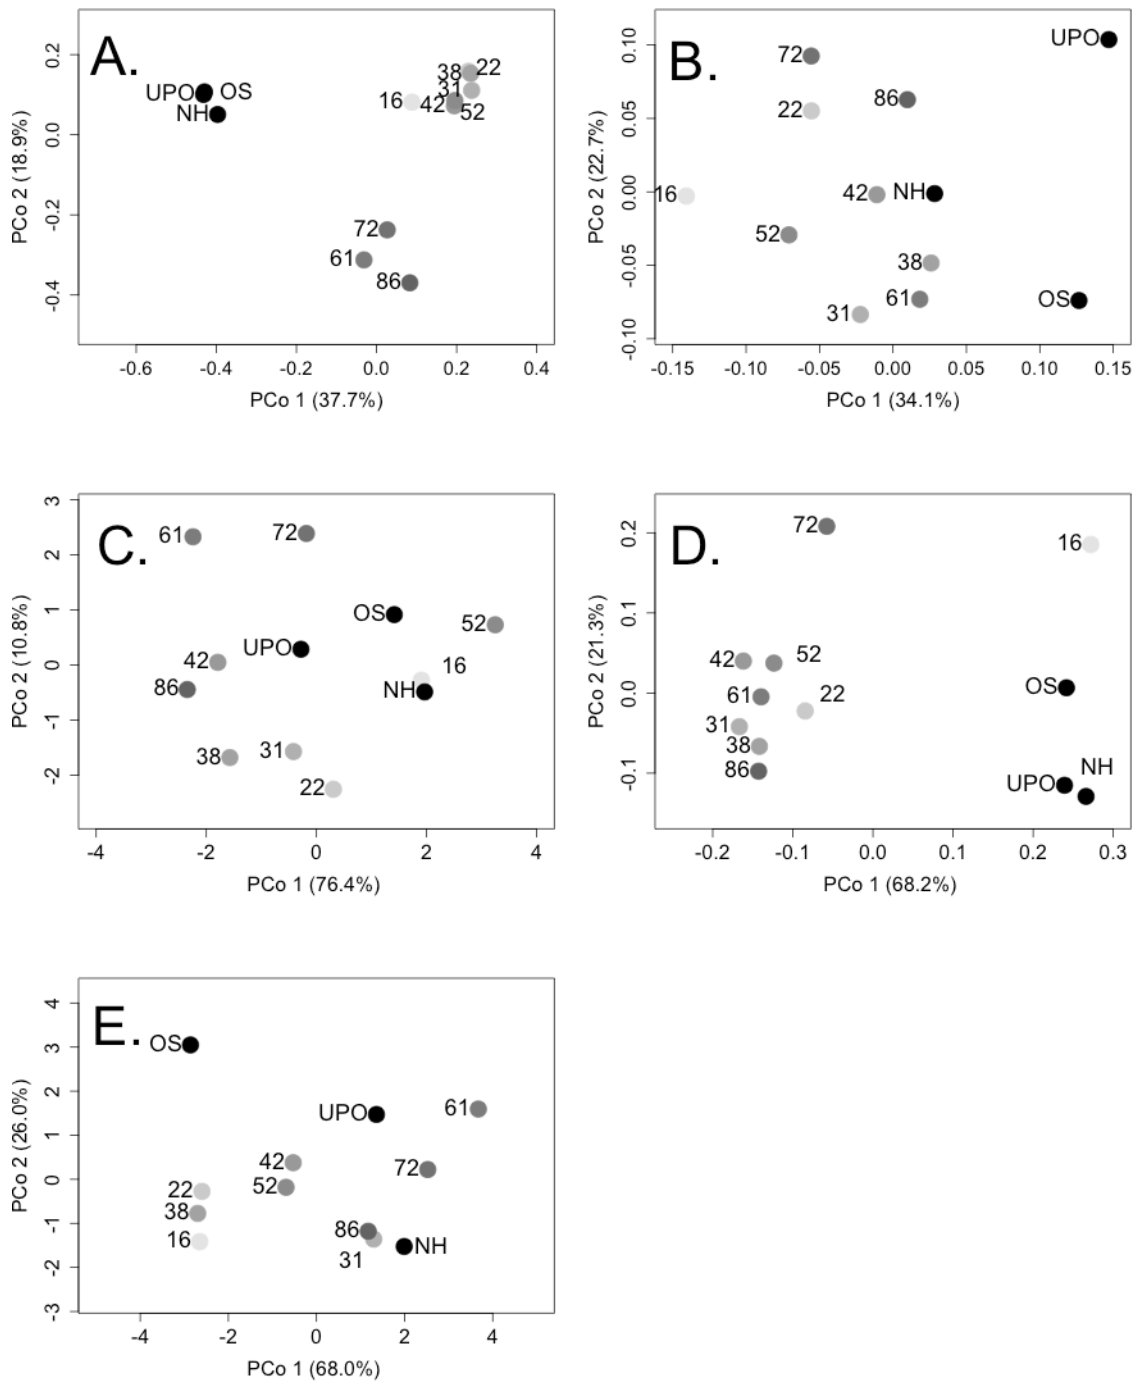 A.
0.2
0.0
-0.2
-0.4
PCo 2 (18.9%)
UPO OS
NH
38 22
31
16 42 52
72
61
86
-0.6 -0.4 -0.2 0.0 0.2 0.4
PCo 1 (37.7%)
B.
0.10
0.05
0.00
-0.05
-0.10
PCo 2 (22.7%)
UPO
72
86
22
16
42 NH
52
38
61
31
OS
-0.15 -0.10 -0.05 0.00 0.05 0.10 0.15
PCo 1 (34.1%)
C.
3
2
1
0
-1
-2
PCo 2 (10.8%)
61 72
OS
52
UPO
42
16
86
NH
38 31
22
-4 -2 0 2 4
PCo 1 (76.4%)
D.
0.2
0.1
0.0
-0.1
PCo 2 (21.3%)
72
16
42 52
OS
61 22
31
38
86
NH
UPO
-0.2 -0.1 0.0 0.1 0.2 0.3
PCo 1 (68.2%)
E.
4
3
2
1
0
-1
-2
-3
PCo 2 (26.0%)
OS
UPO 61
42
72
52
22
38
86
16
31
NH
-4 -2 0 2 4
PCo 1 (68.0%)